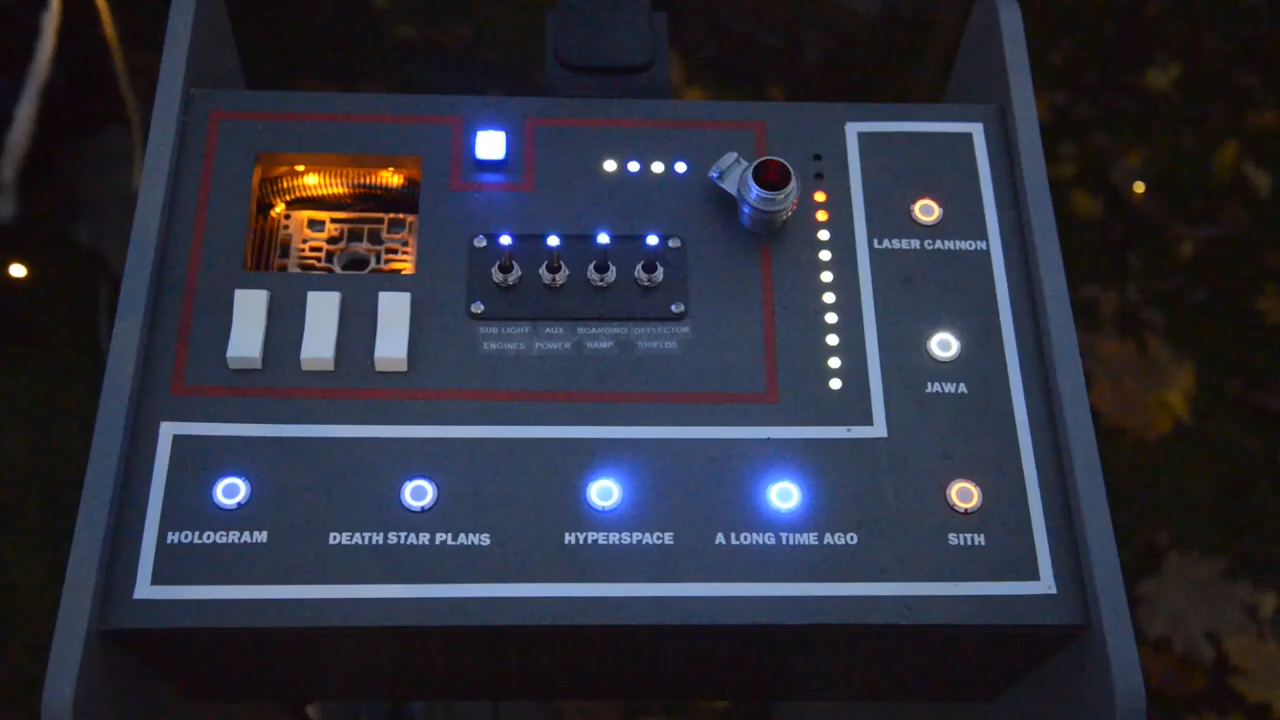 LASER CANNON
SUB LIGHT AUX BOARDING DEFLECTOR
ENGINES POWER RAMP SHIELDS
JAWA
HOLOGRAM DEATH STAR PLANS HYPERSPACE A LONG TIME AGO SITH